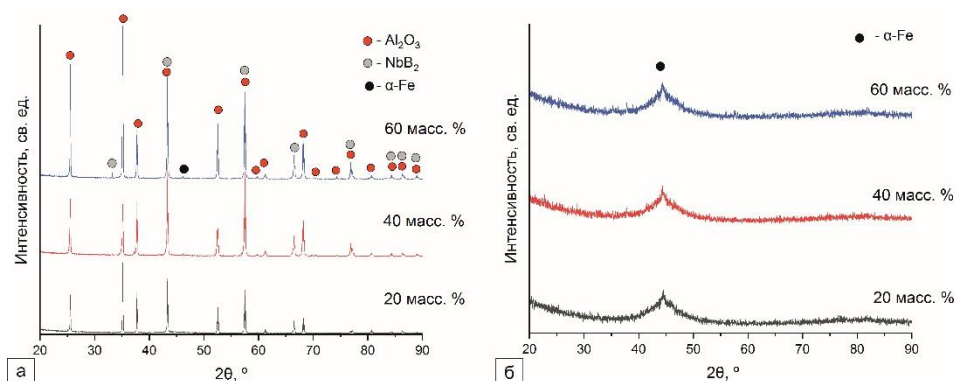 Интенсивность, св. ед.
- Al₂O₃
- NbB₂
- α-Fe
60 масс. %
40 масс. %
20 масс. %
20 30 40 50 60 70 80 90
2θ, º
а
Интенсивность, св. ед.
- α-Fe
60 масс. %
40 масс. %
20 масс. %
20 30 40 50 60 70 80 90
2θ, º
б